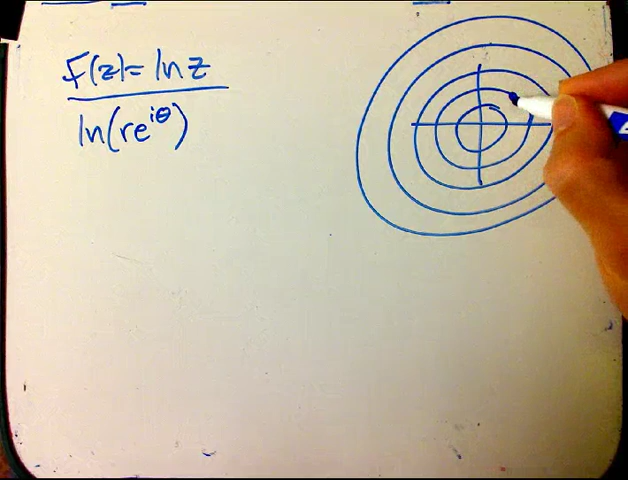 f(z) = ln z
ln(re^{iθ})